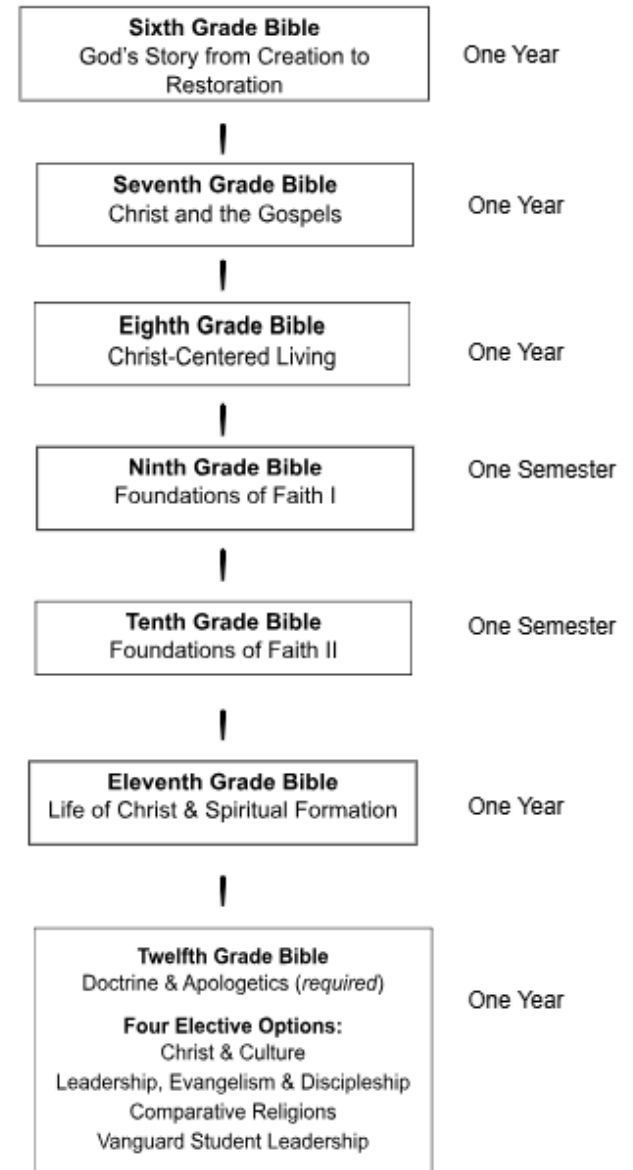 Sixth Grade Bible
God's Story from Creation to
Restoration
One Year
Seventh Grade Bible
Christ and the Gospels
One Year
Eighth Grade Bible
Christ-Centered Living
One Year
Ninth Grade Bible
Foundations of Faith I
One Semester
Tenth Grade Bible
Foundations of Faith II
One Semester
Eleventh Grade Bible
Life of Christ & Spiritual Formation
One Year
Twelfth Grade Bible
Doctrine & Apologetics (required)
One Year
Four Elective Options:
Christ & Culture
Leadership, Evangelism & Discipleship
Comparative Religions
Vanguard Student Leadership